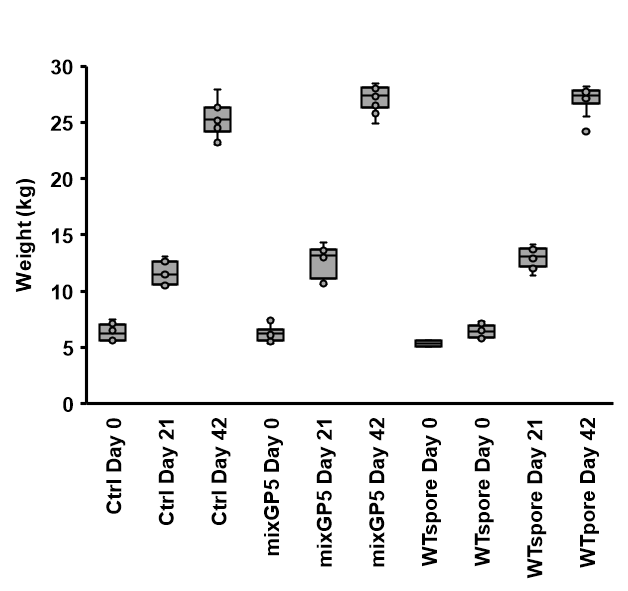 30
25
20
15
10
5
0
Weight (kg)
Ctrl Day 0
Ctrl Day 21
Ctrl Day 42
mixGP5 Day 0
mixGP5 Day 21
mixGP5 Day 42
WTspore Day 0
WTspore Day 0
WTspore Day 21
WTpore Day 42